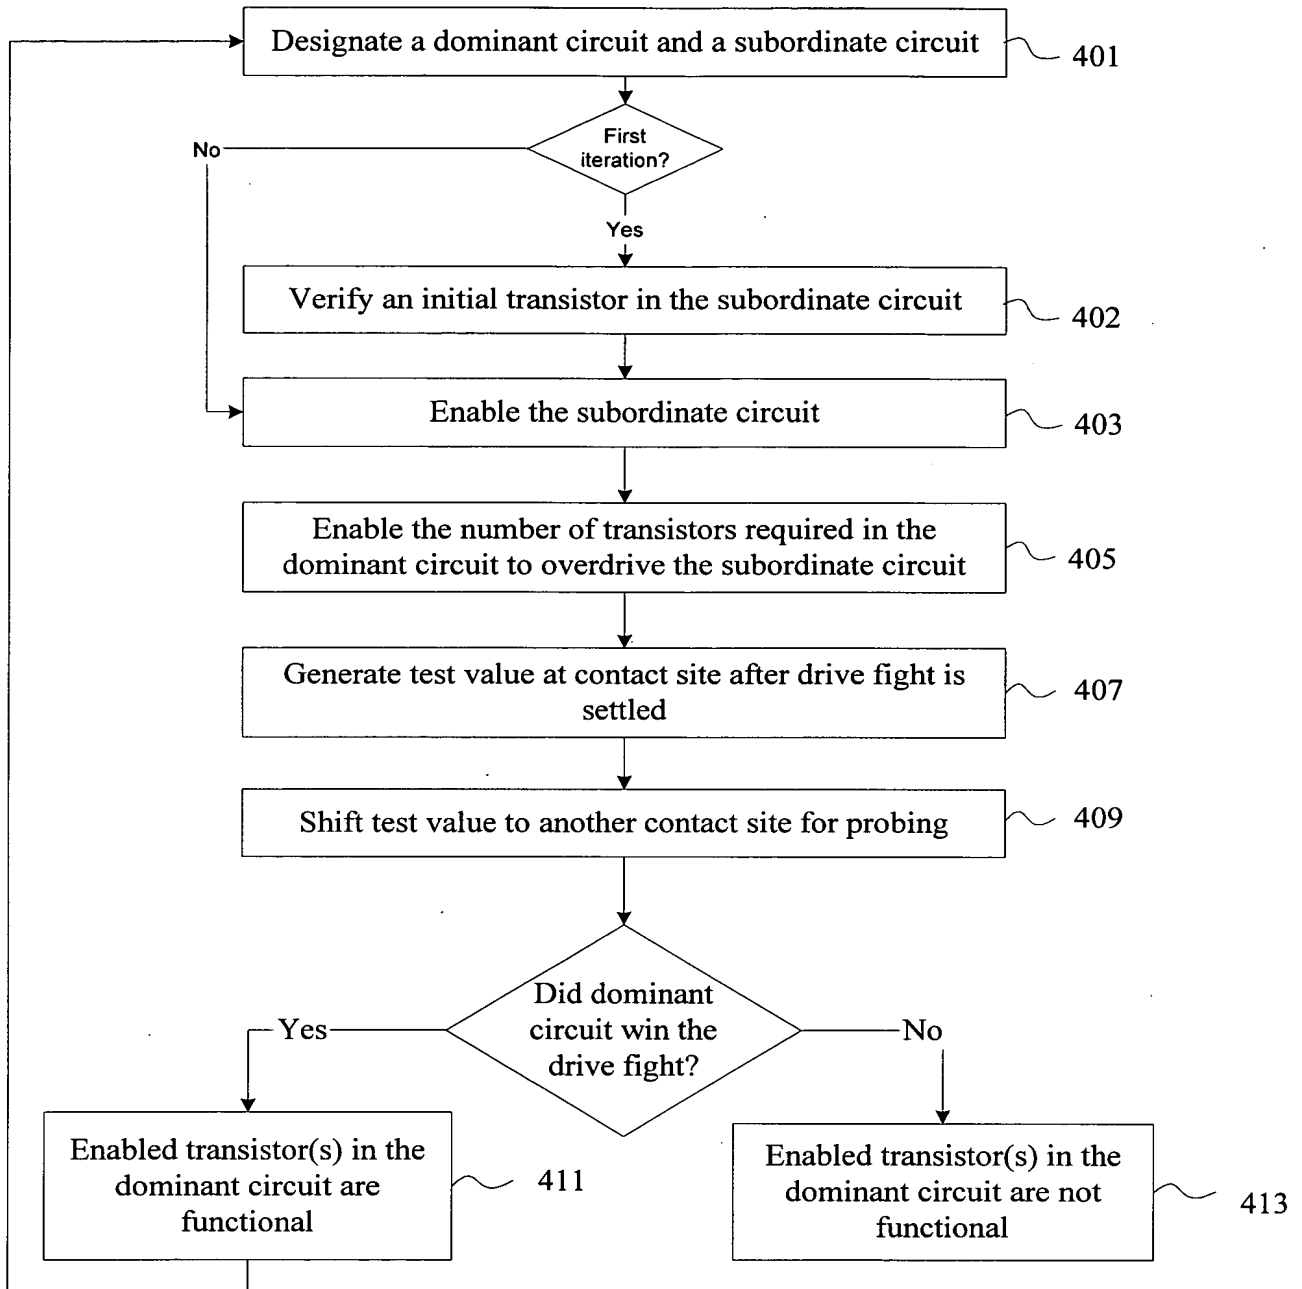 Designate a dominant circuit and a subordinate circuit
401
First
iteration?
No
Yes
Verify an initial transistor in the subordinate circuit
402
Enable the subordinate circuit
403
Enable the number of transistors required in the
dominant circuit to overdrive the subordinate circuit
405
Generate test value at contact site after drive fight is
settled
407
Shift test value to another contact site for probing
409
Did dominant
circuit win the
drive fight?
Yes
No
Enabled transistor(s) in the
dominant circuit are
functional
411
Enabled transistor(s) in the
dominant circuit are not
functional
413